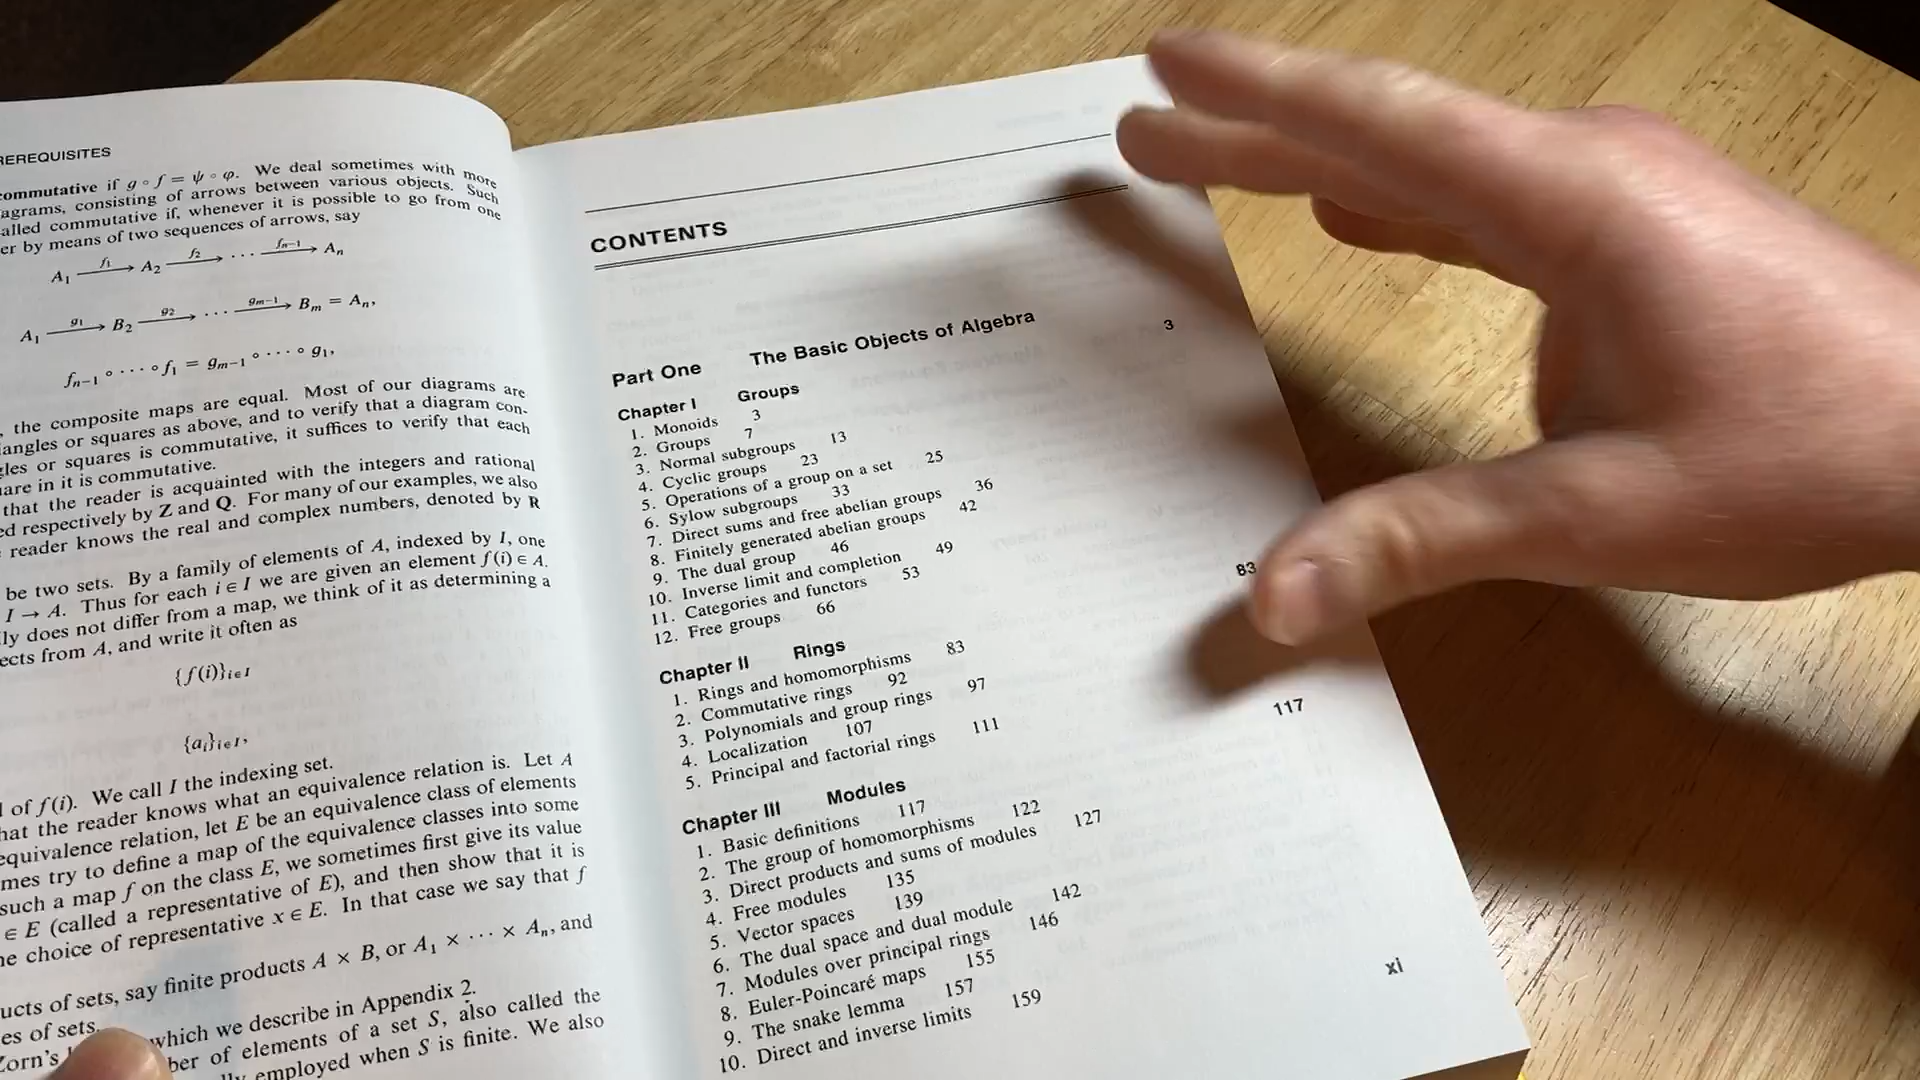 REREQUISITES
commutative if g ∘ f = ψ ∘ φ. We deal sometimes with more
agrams, consisting of arrows between various objects. Such
alled commutative if, whenever it is possible to go from one
er by means of two sequences of arrows, say
A₁ —f₁→ A₂ —f₂→ ⋯ —fₙ₋₁→ Aₙ
A₁ —g₁→ B₂ —g₂→ ⋯ —gₘ₋₁→ Bₘ = Aₙ,
fₙ₋₁ ∘ ⋯ ∘ f₁ = gₘ₋₁ ∘ ⋯ ∘ g₁,
, the composite maps are equal. Most of our diagrams are
iangles or squares as above, and to verify that a diagram con-
gles or squares is commutative, it suffices to verify that each
uare in it is commutative.
that the reader is acquainted with the integers and rational
ed respectively by Z and Q. For many of our examples, we also
reader knows the real and complex numbers, denoted by R
be two sets. By a family of elements of A, indexed by I, one
I → A. Thus for each i ∈ I we are given an element f(i) ∈ A.
ly does not differ from a map, we think of it as determining a
ects from A, and write it often as
{f(i)}i∈I
{aᵢ}i∈I,
l of f(i). We call I the indexing set.
hat the reader knows what an equivalence relation is. Let A
equivalence relation, let E be an equivalence class of elements
mes try to define a map of the equivalence classes into some
such a map f on the class E, we sometimes first give its value
∈ E (called a representative of E), and then show that it is
he choice of representative x ∈ E. In that case we say that f
ucts of sets, say finite products A × B, or A₁ × ⋯ × Aₙ, and
es of sets.
Zorn's which we describe in Appendix 2.
ber of elements of a set S, also called the
lly employed when S is finite. We also
CONTENTS
Part One The Basic Objects of Algebra
Chapter I Groups 3
1. Monoids 3
2. Groups 7
3. Normal subgroups 13
4. Cyclic groups 23
5. Operations of a group on a set 25
6. Sylow subgroups 33
7. Direct sums and free abelian groups 36
8. Finitely generated abelian groups 42
9. The dual group 46
10. Inverse limit and completion 49
11. Categories and functors 53
12. Free groups 66
Chapter II Rings 83
1. Rings and homomorphisms 83
2. Commutative rings 92
3. Polynomials and group rings 97
4. Localization 107
5. Principal and factorial rings 111
Chapter III Modules 117
1. Basic definitions 117
2. The group of homomorphisms 122
3. Direct products and sums of modules 127
4. Free modules 135
5. Vector spaces 139
6. The dual space and dual module 142
7. Modules over principal rings 146
8. Euler-Poincaré maps 155
9. The snake lemma 157
10. Direct and inverse limits 159
xi